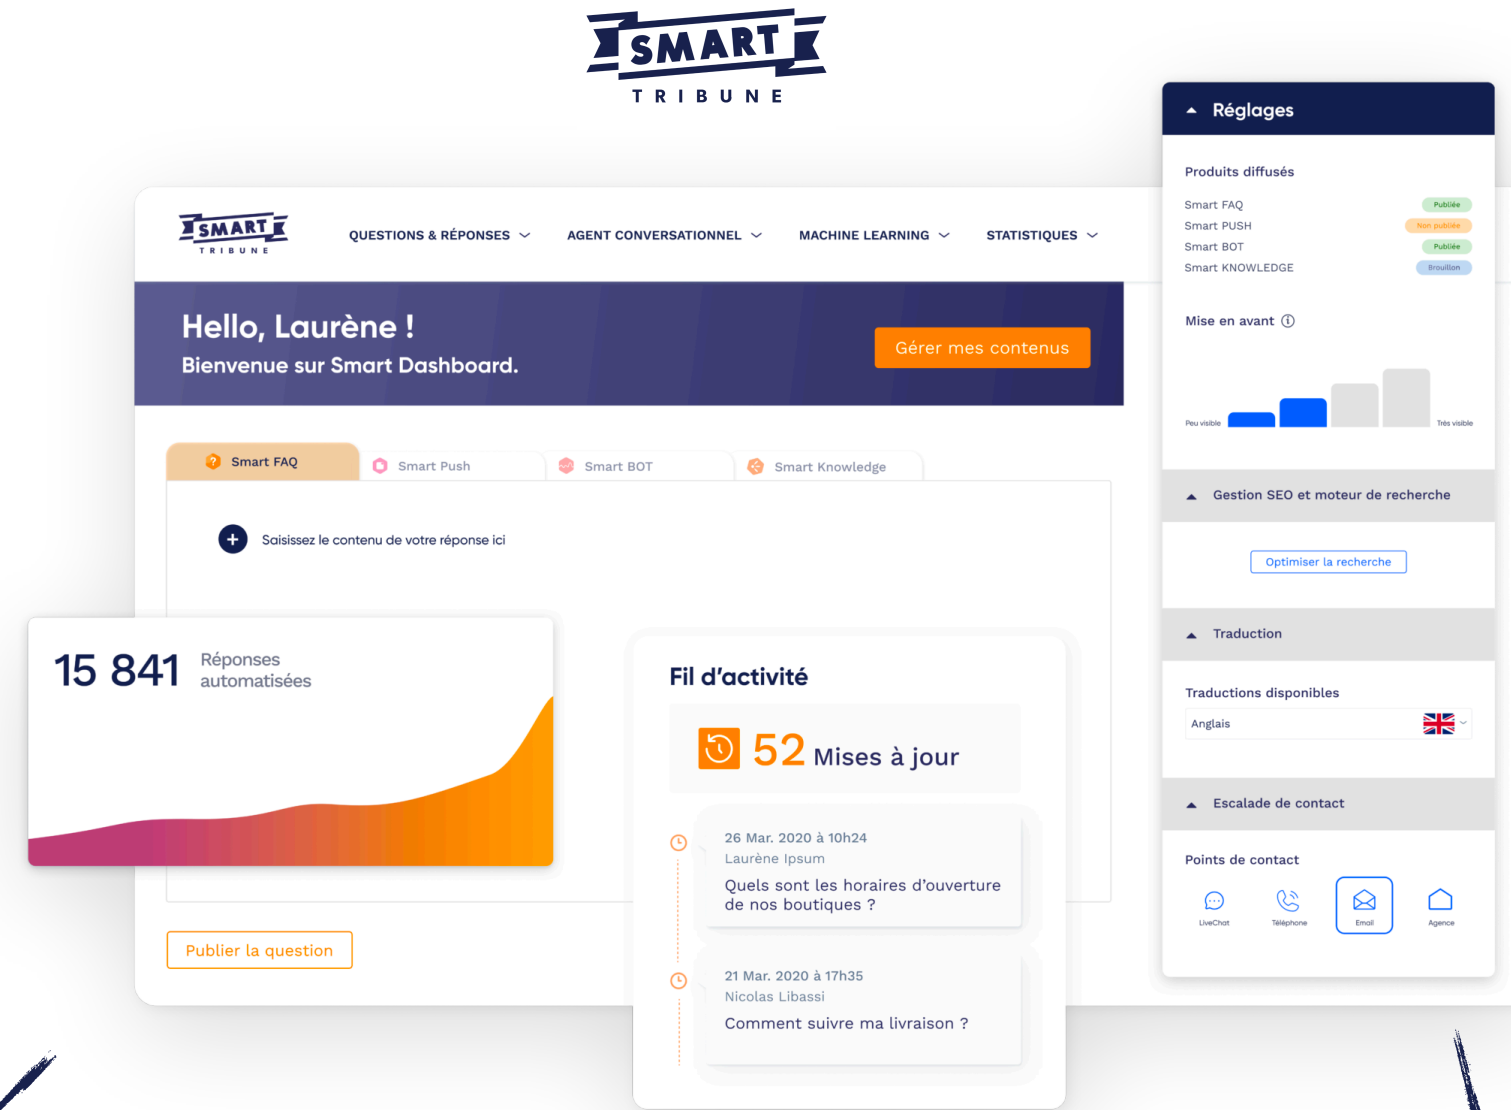 SMART
TRIBUNE
SMART
TRIBUNE
QUESTIONS & RÉPONSES
AGENT CONVERSATIONNEL
MACHINE LEARNING
STATISTIQUES
Hello, Laurène !
Bienvenue sur Smart Dashboard.
Gérer mes contenus
Smart FAQ
Smart Push
Smart BOT
Smart Knowledge
Saisissez le contenu de votre réponse ici
15 841
Réponses
automatisées
Publier la question
Fil d'activité
52 Mises à jour
26 Mar. 2020 à 10h24
Laurène Ipsum
Quels sont les horaires d'ouverture
de nos boutiques ?
21 Mar. 2020 à 17h35
Nicolas Libassi
Comment suivre ma livraison ?
Réglages
Produits diffusés
Smart FAQ Publiée
Smart PUSH Non publiée
Smart BOT Publiée
Smart KNOWLEDGE Brouillon
Mise en avant
Peu visible
Très visible
Gestion SEO et moteur de recherche
Optimiser la recherche
Traduction
Traductions disponibles
Anglais
Escalade de contact
Points de contact
LiveChat
Téléphone
Email
Agence